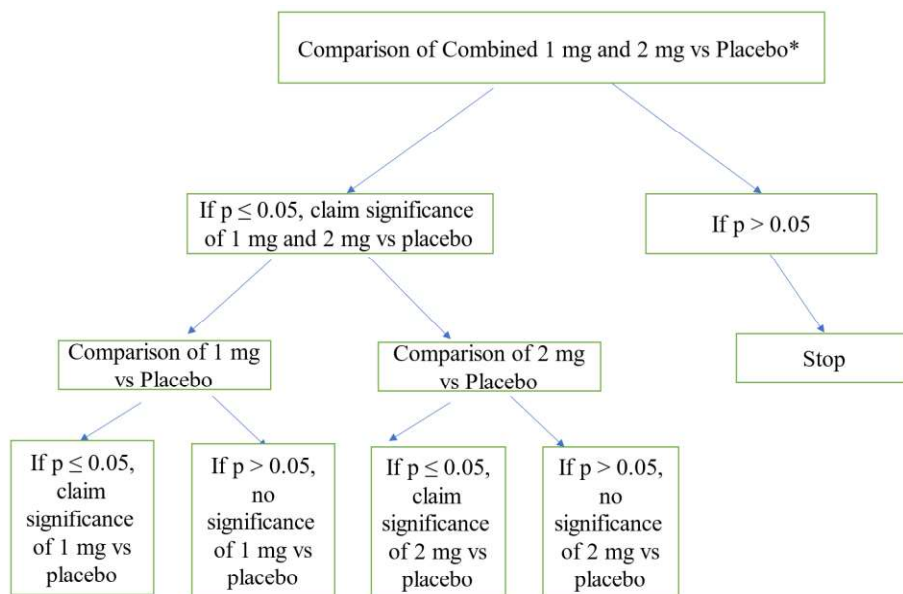 Comparison of Combined 1 mg and 2 mg vs Placebo*
If p ≤ 0.05, claim significance
of 1 mg and 2 mg vs placebo
If p > 0.05
Comparison of 1 mg
vs Placebo
Comparison of 2 mg
vs Placebo
Stop
If p ≤ 0.05,
claim
significance
of 1 mg vs
placebo
If p > 0.05,
no
significance
of 1 mg vs
placebo
If p ≤ 0.05,
claim
significance
of 2 mg vs
placebo
If p > 0.05,
no
significance
of 2 mg vs
placebo